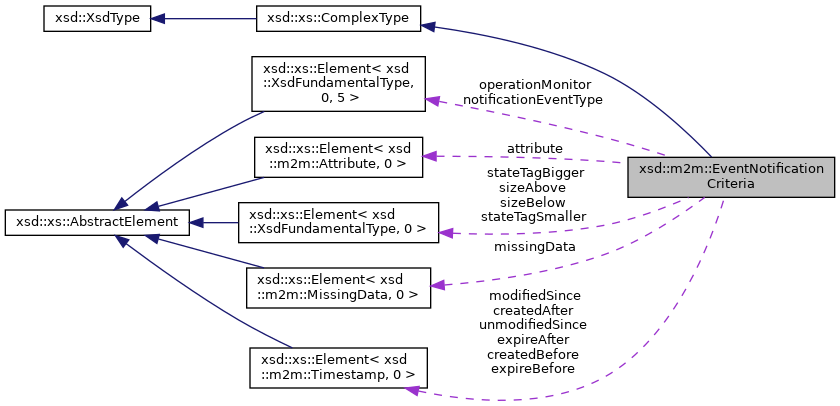 xsd::XsdType
xsd::xs::ComplexType
xsd::xs::Element< xsd
::XsdFundamentalType,
0, 5 >
operationMonitor
notificationEventType
xsd::xs::Element< xsd
::m2m::Attribute, 0 >
attribute
xsd::m2m::EventNotification
Criteria
stateTagBigger
sizeAbove
sizeBelow
stateTagSmaller
xsd::xs::AbstractElement
xsd::xs::Element< xsd
::XsdFundamentalType, 0 >
missingData
xsd::xs::Element< xsd
::m2m::MissingData, 0 >
modifiedSince
createdAfter
unmodifiedSince
expireAfter
createdBefore
expireBefore
xsd::xs::Element< xsd
::m2m::Timestamp, 0 >